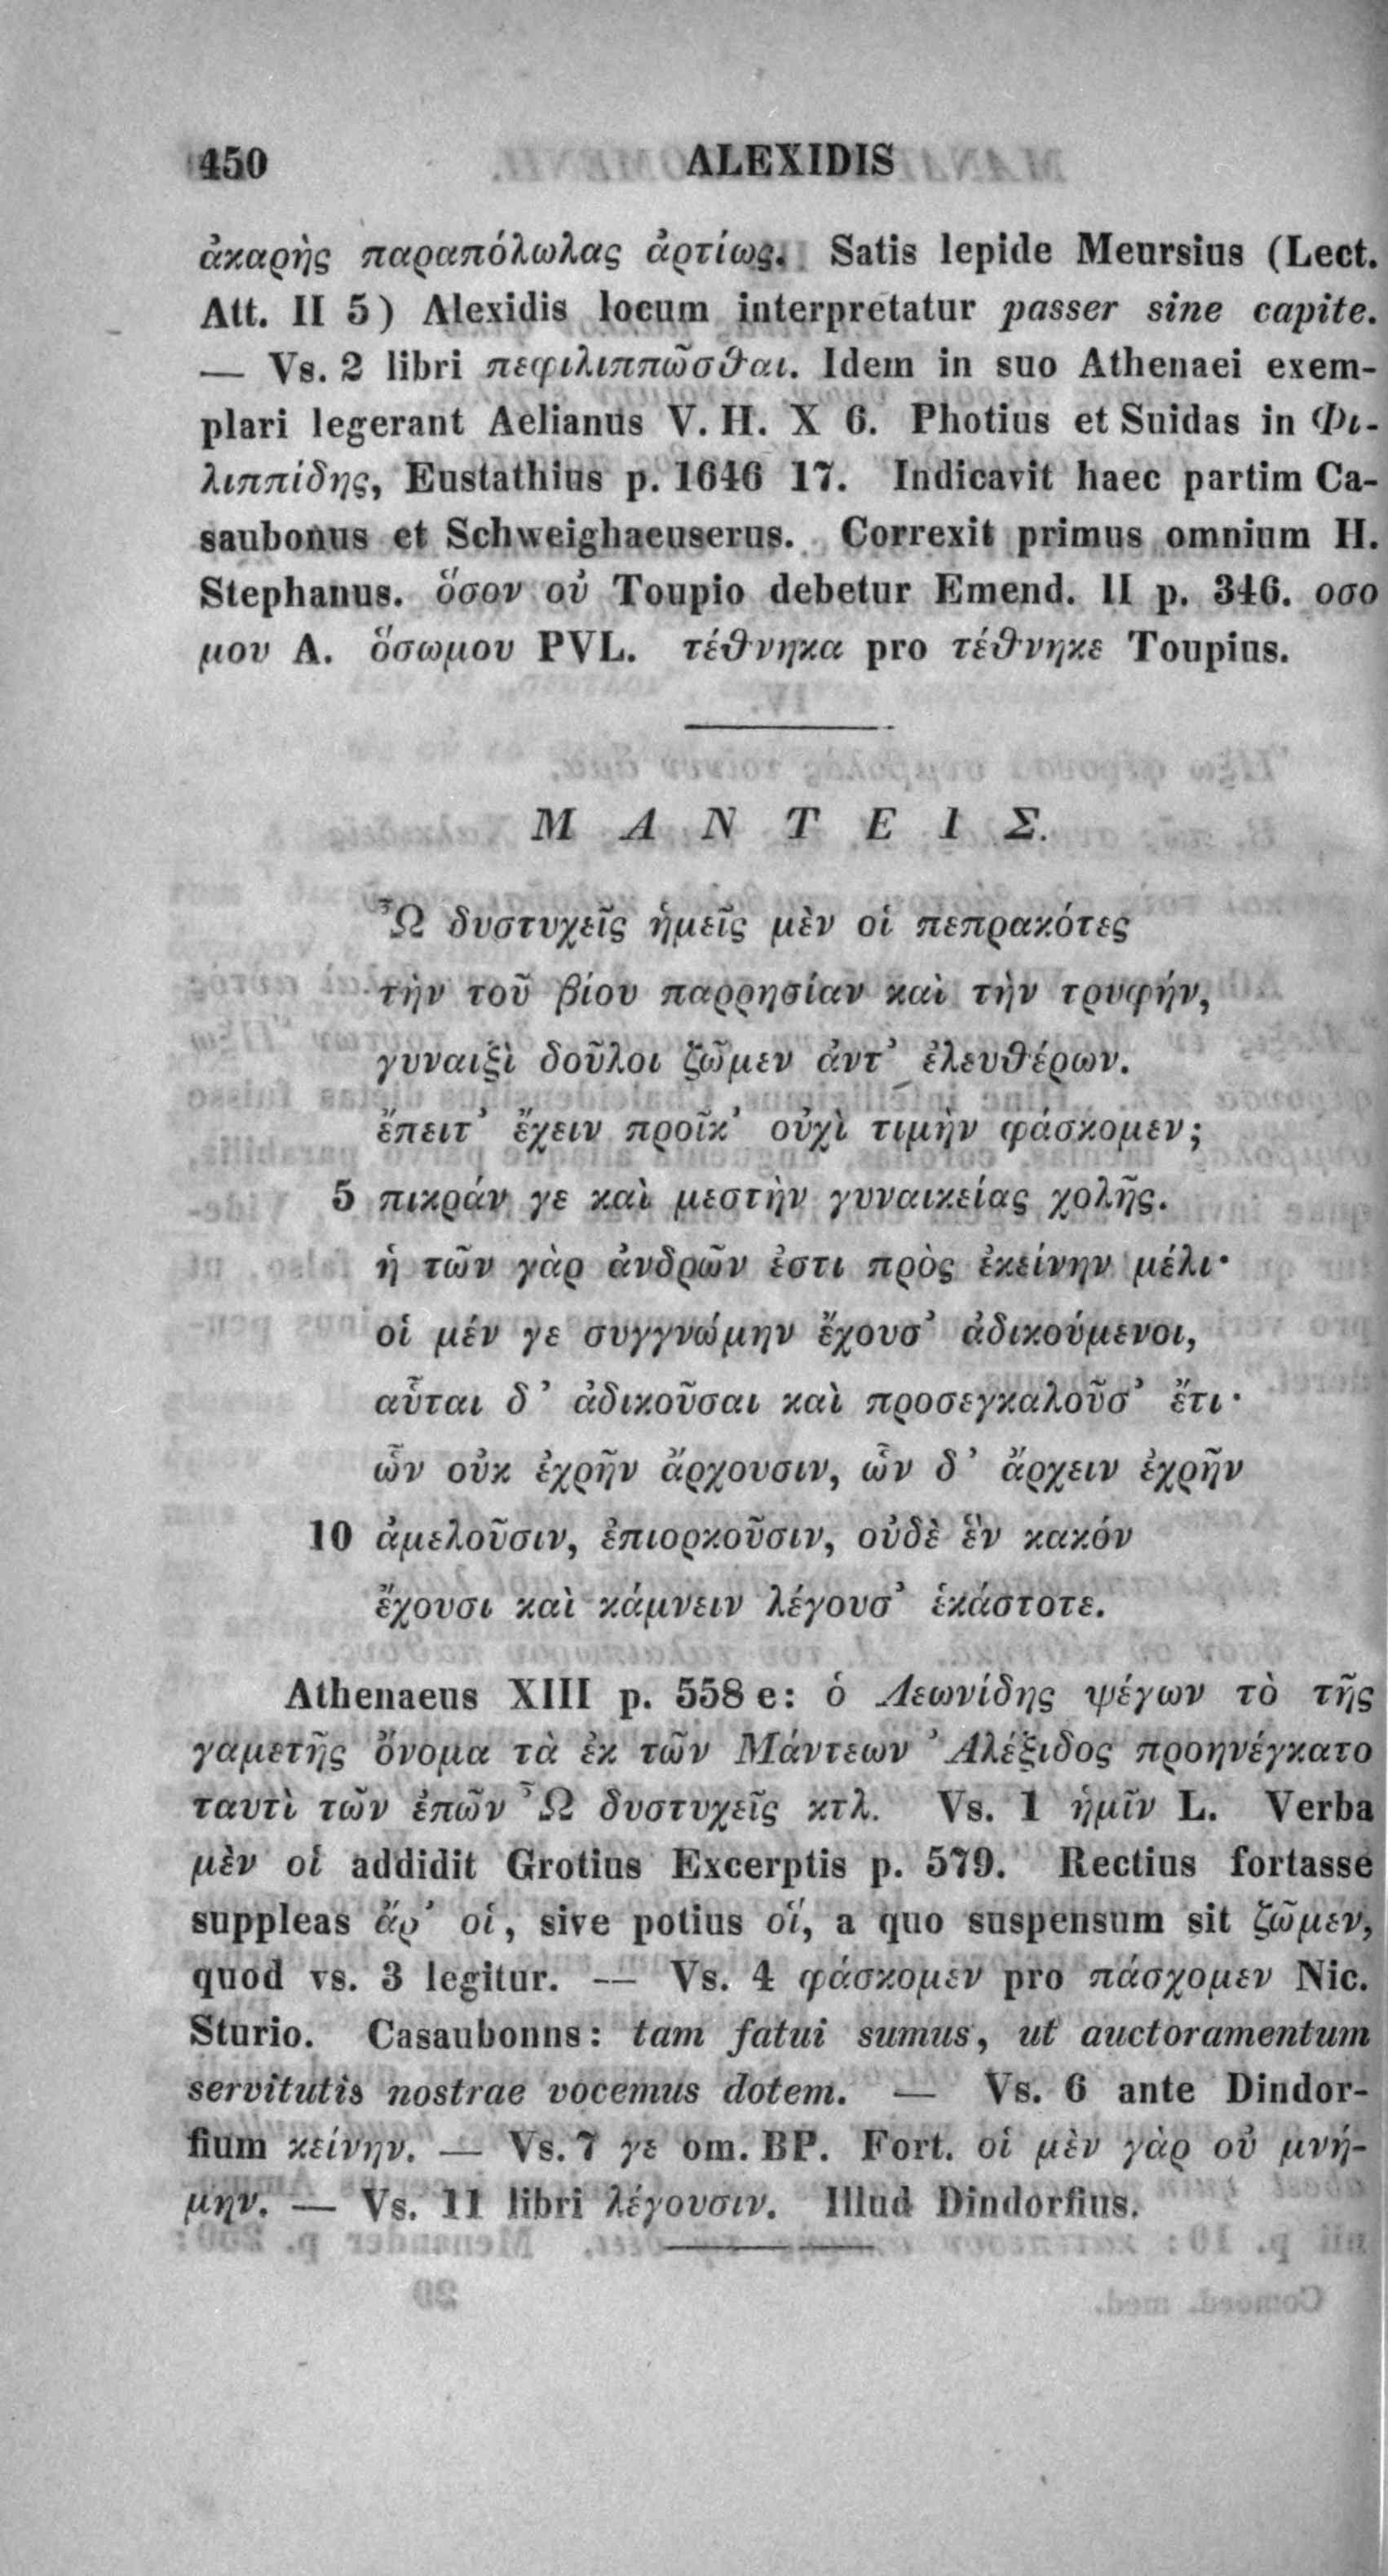 450 ALEXIDIS
ἀκαρὴς παραπόλωλας ἀρτίως. Satis lepide Meursius (Lect.
Att. II 5) Alexidis locum interpretatur passer sine capite.
— Vs. 2 libri πεφιλιππῶσθαι. Idem in suo Athenaei exem-
plari legerant Aelianus V. H. X 6. Photius et Suidas in Φι-
λιππίδης, Eustathius p. 1646 17. Indicavit haec partim Ca-
saubonus et Schweighaeuserus. Correxit primus omnium H.
Stephanus. ὅσον οὐ Toupio debetur Emend. II p. 346. οσο
μου A. ὅσωμου PVL. τέθνηκα pro τέθνηκε Toupius.
ΜΑΝΤΕΙΣ.
Ὦ δυστυχεῖς ἡμεῖς μὲν οἱ πεπρακότες
τὴν τοῦ βίου παρρησίαν καὶ τὴν τρυφήν,
γυναιξὶ δοῦλοι ζῶμεν ἀντ' ἐλευθέρων.
ἔπειτ' ἔχειν προῖκ' οὐχὶ τιμὴν φάσκομεν;
5 πικράν γε καὶ μεστὴν γυναικείας χολῆς.
ἡ τῶν γὰρ ἀνδρῶν ἐστι πρὸς ἐκείνην μέλι·
οἱ μέν γε συγγνώμην ἔχουσ' ἀδικούμενοι,
αὗται δ' ἀδικοῦσαι καὶ προσεγκαλοῦσ' ἔτι·
ὧν οὐκ ἐχρῆν ἄρχουσιν, ὧν δ' ἄρχειν ἐχρῆν
10 ἀμελοῦσιν, ἐπιορκοῦσιν, οὐδὲ ἓν κακόν
ἔχουσι καὶ κάμνειν λέγουσ' ἑκάστοτε.
Athenaeus XIII p. 558 e: ὁ Λεωνίδης ψέγων τὸ τῆς
γαμετῆς ὄνομα τὰ ἐκ τῶν Μάντεων Ἀλέξιδος προηνέγκατο
ταυτὶ τῶν ἐπῶν Ὦ δυστυχεῖς κτλ. Vs. 1 ἡμῖν L. Verba
μὲν οἱ addidit Grotius Excerptis p. 579. Rectius fortasse
suppleas ἄρ' οἱ, sive potius οἵ, a quo suspensum sit ζῶμεν,
quod vs. 3 legitur. — Vs. 4 φάσκομεν pro πάσχομεν Nic.
Sturio. Casaubonns: tam fatui sumus, ut auctoramentum
servitutis nostrae vocemus dotem. — Vs. 6 ante Dindor-
fium κείνην. — Vs. 7 γε om. BP. Fort. οἱ μὲν γὰρ οὐ μνή-
μην. — Vs. 11 libri λέγουσιν. Illud Dindorfius.